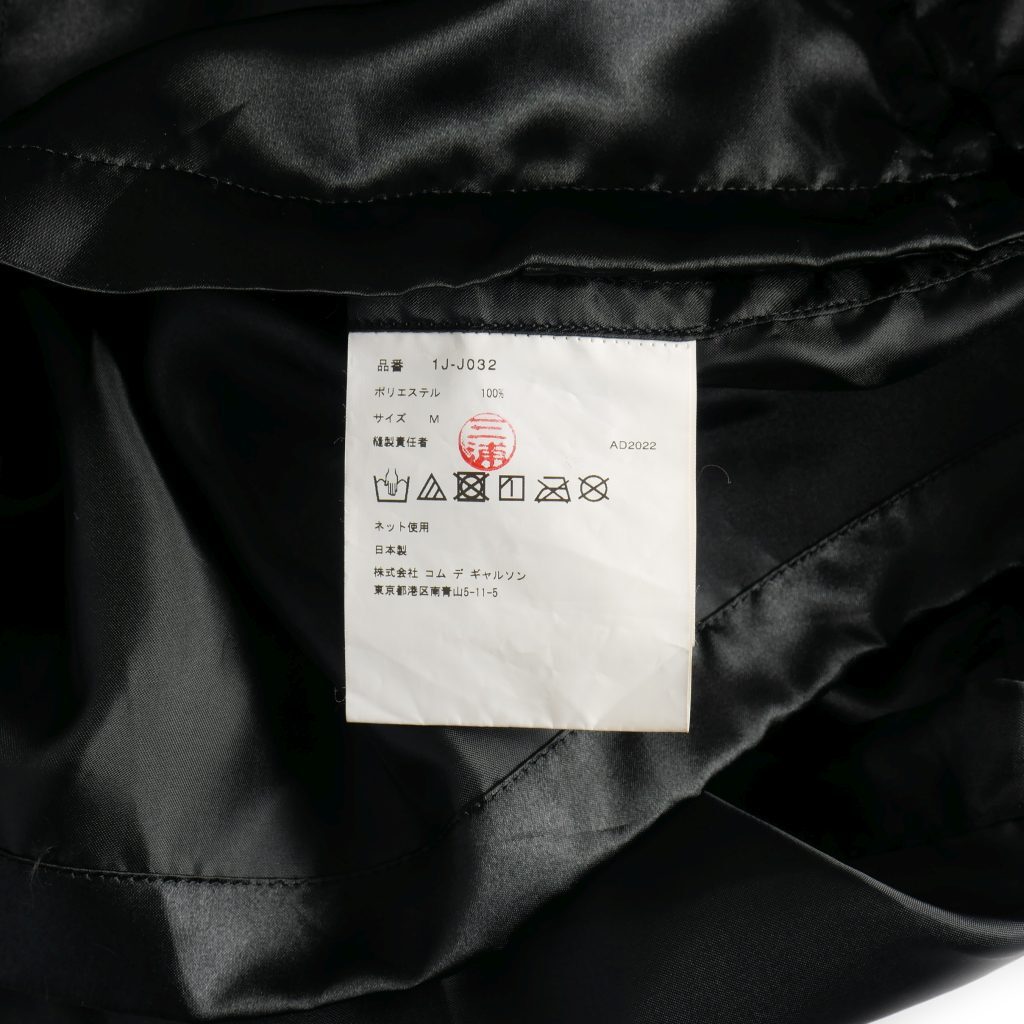 品番 1J-J032
ポリエステル 100%
サイズ M
縫製責任者 三浦 AD2022
ネット使用
日本製
株式会社 コム デ ギャルソン
東京都港区南青山5-11-5